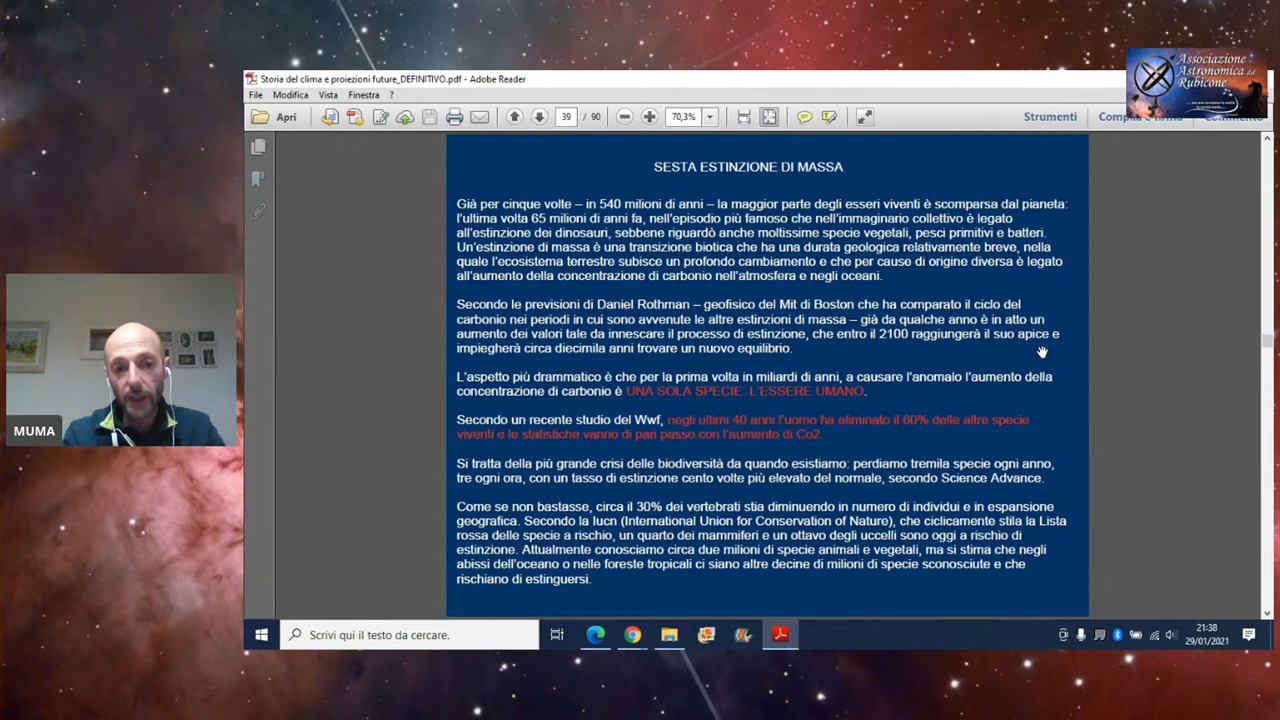 Storia del clima e proiezioni future_DEFINITIVO.pdf - Adobe Reader
Associazione
Astronomica del
Rubicone
File Modifica Vista Finestra ?
Apri 39 / 90 70,3% Strumenti
SESTA ESTINZIONE DI MASSA
Già per cinque volte – in 540 milioni di anni – la maggior parte degli esseri viventi è scomparsa dal pianeta:
l'ultima volta 65 milioni di anni fa, nell'episodio più famoso che nell'immaginario collettivo è legato
all'estinzione dei dinosauri, sebbene riguardò anche moltissime specie vegetali, pesci primitivi e batteri.
Un'estinzione di massa è una transizione biotica che ha una durata geologica relativamente breve, nella
quale l'ecosistema terrestre subisce un profondo cambiamento e che per cause di origine diversa è legato
all'aumento della concentrazione di carbonio nell'atmosfera e negli oceani.
Secondo le previsioni di Daniel Rothman – geofisico del Mit di Boston che ha comparato il ciclo del
carbonio nei periodi in cui sono avvenute le altre estinzioni di massa – già da qualche anno è in atto un
aumento dei valori tale da innescare il processo di estinzione, che entro il 2100 raggiungerà il suo apice e
impiegherà circa diecimila anni trovare un nuovo equilibrio.
L'aspetto più drammatico è che per la prima volta in miliardi di anni, a causare l'anomalo l'aumento della
concentrazione di carbonio è UNA SOLA SPECIE: L'ESSERE UMANO.
Secondo un recente studio del Wwf, negli ultimi 40 anni l'uomo ha eliminato il 60% delle altre specie
viventi e le statistiche vanno di pari passo con l'aumento di Co2.
Si tratta della più grande crisi delle biodiversità da quando esistiamo: perdiamo tremila specie ogni anno,
tre ogni ora, con un tasso di estinzione cento volte più elevato del normale, secondo Science Advance.
Come se non bastasse, circa il 30% dei vertebrati stia diminuendo in numero di individui e in espansione
geografica. Secondo la Iucn (International Union for Conservation of Nature), che ciclicamente stila la Lista
rossa delle specie a rischio, un quarto dei mammiferi e un ottavo degli uccelli sono oggi a rischio di
estinzione. Attualmente conosciamo circa due milioni di specie animali e vegetali, ma si stima che negli
abissi dell'oceano o nelle foreste tropicali ci siano altre decine di milioni di specie sconosciute e che
rischiano di estinguersi.
MUMA
Scrivi qui il testo da cercare.
21:38
29/01/2021